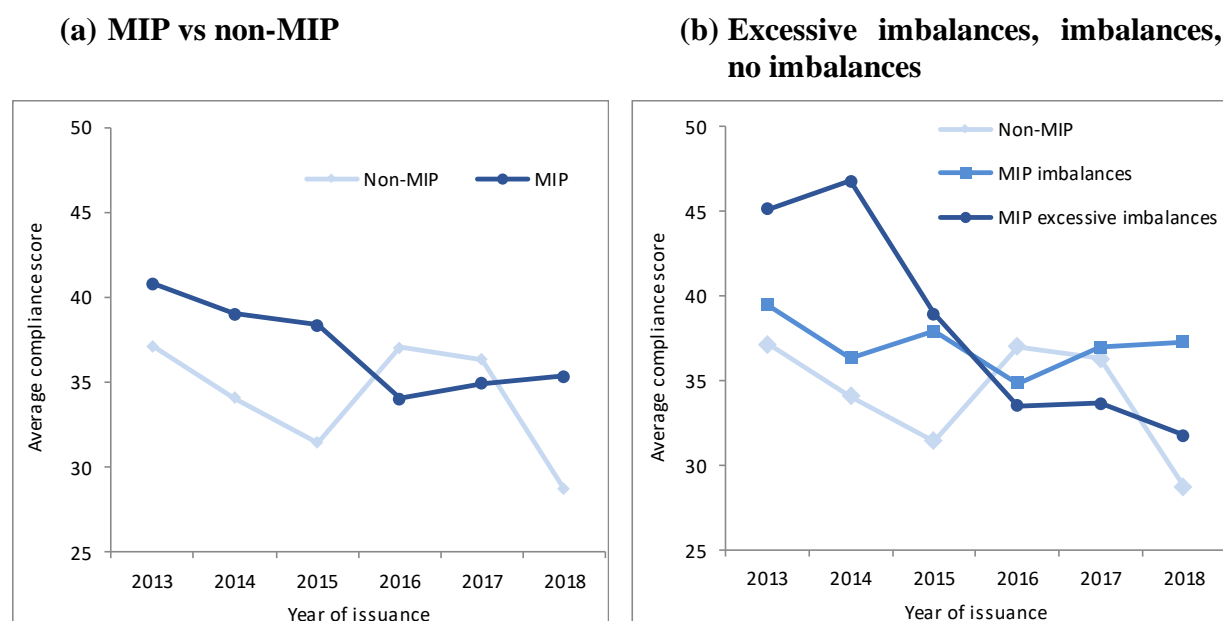 (a) MIP vs non-MIP
50
45
40
35
30
25
Average compliance score
Non-MIP
MIP
2013 2014 2015 2016 2017 2018
Year of issuance
(b) Excessive imbalances, imbalances,
no imbalances
50
45
40
35
30
25
Average compliance score
Non-MIP
MIP imbalances
MIP excessive imbalances
2013 2014 2015 2016 2017 2018
Year of issuance